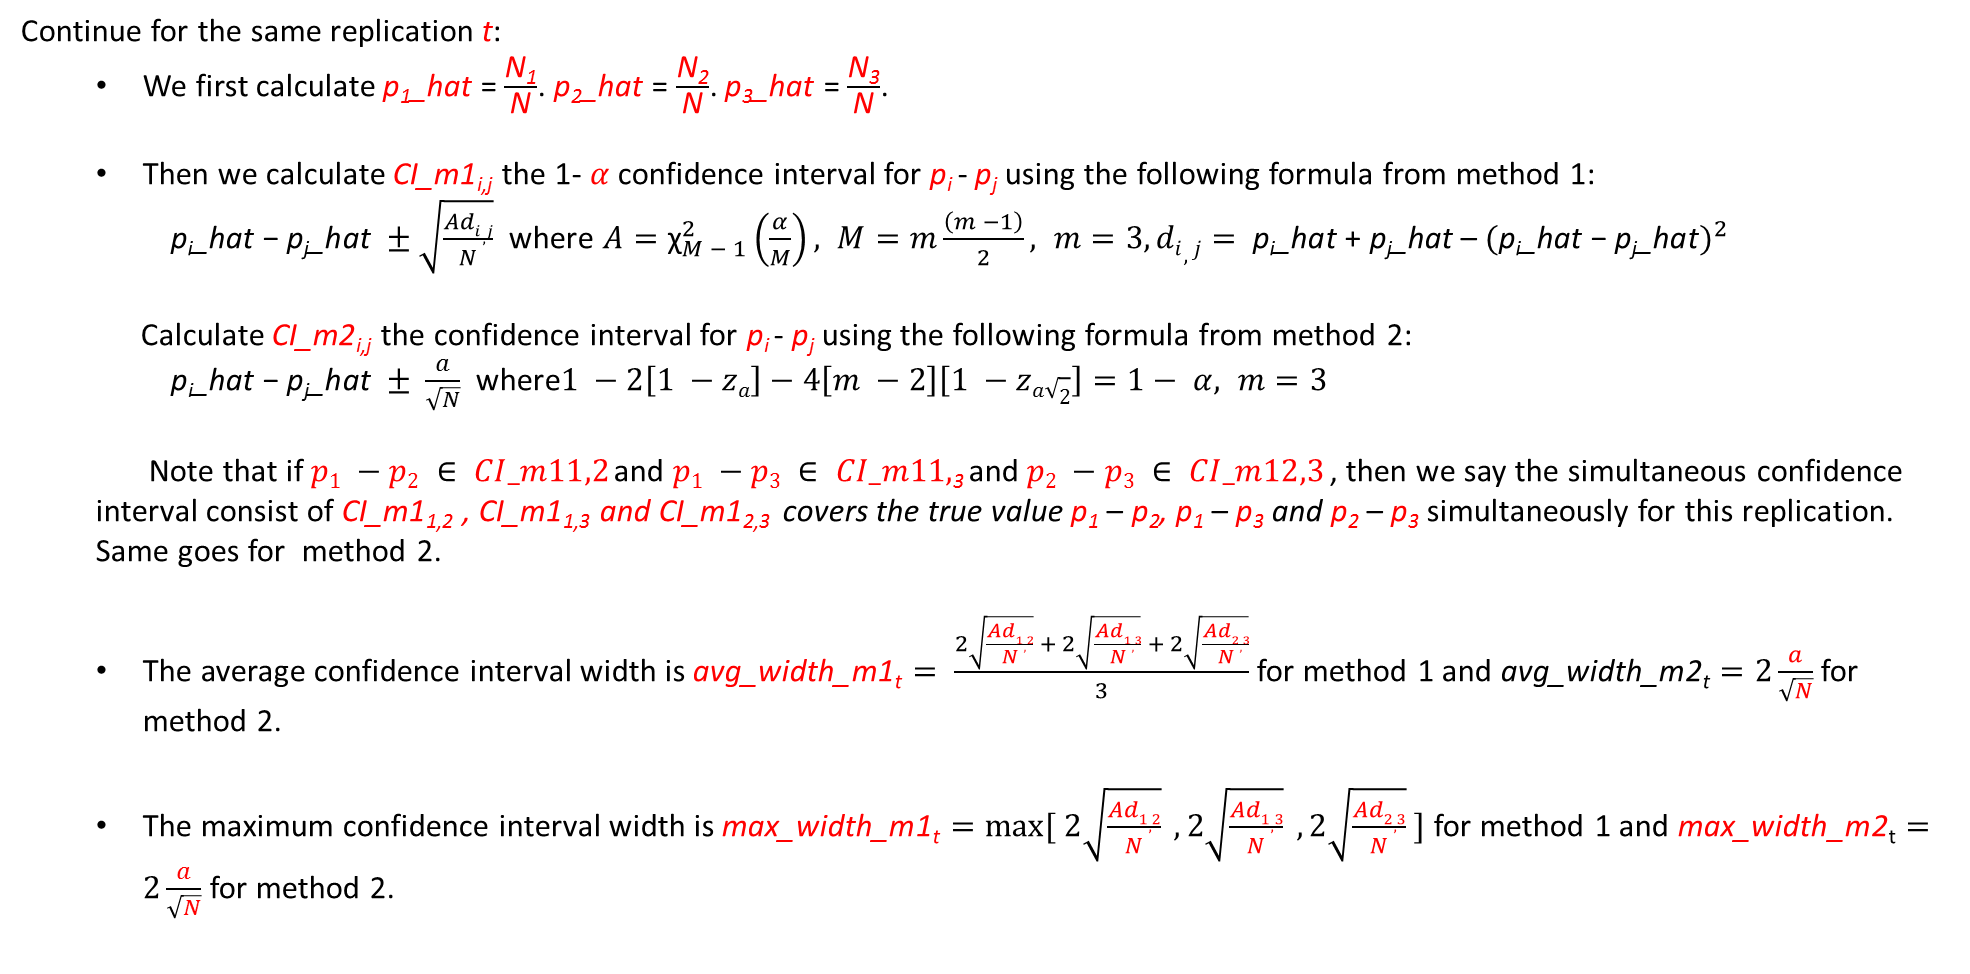 Continue for the same replication t:
• We first calculate p₁_hat = N₁/N. p₂_hat = N₂/N. p₃_hat = N₃/N.
• Then we calculate CI_m1ᵢ,ⱼ the 1- α confidence interval for pᵢ - pⱼ using the following formula from method 1:
pᵢ_hat – pⱼ_hat ± √(Adᵢ,ⱼ/N) where A = χ²_{M − 1} (α/M), M = m (m −1)/2, m = 3, dᵢ,ⱼ = pᵢ_hat + pⱼ_hat – (pᵢ_hat – pⱼ_hat)²
Calculate CI_m2ᵢ,ⱼ the confidence interval for pᵢ - pⱼ using the following formula from method 2:
pᵢ_hat – pⱼ_hat ± a/√N where1 − 2[1 − z_a] − 4[m − 2][1 − z_{a√2}] = 1 − α, m = 3
Note that if p₁ − p₂ ∈ CI_m11,2 and p₁ − p₃ ∈ CI_m11,₃ and p₂ − p₃ ∈ CI_m12,3 , then we say the simultaneous confidence
interval consist of CI_m1₁,₂ , CI_m1₁,₃ and CI_m1₂,₃ covers the true value p₁ – p₂, p₁ – p₃ and p₂ – p₃ simultaneously for this replication.
Same goes for method 2.
• The average confidence interval width is avg_width_m1ₜ = (2√(Ad₁,₂/N) + 2√(Ad₁,₃/N) + 2√(Ad₂,₃/N))/3 for method 1 and avg_width_m2ₜ = 2 a/√N for
method 2.
• The maximum confidence interval width is max_width_m1ₜ = max[ 2√(Ad₁,₂/N) , 2√(Ad₁,₃/N) , 2√(Ad₂,₃/N) ] for method 1 and max_width_m2ₜ =
2 a/√N for method 2.